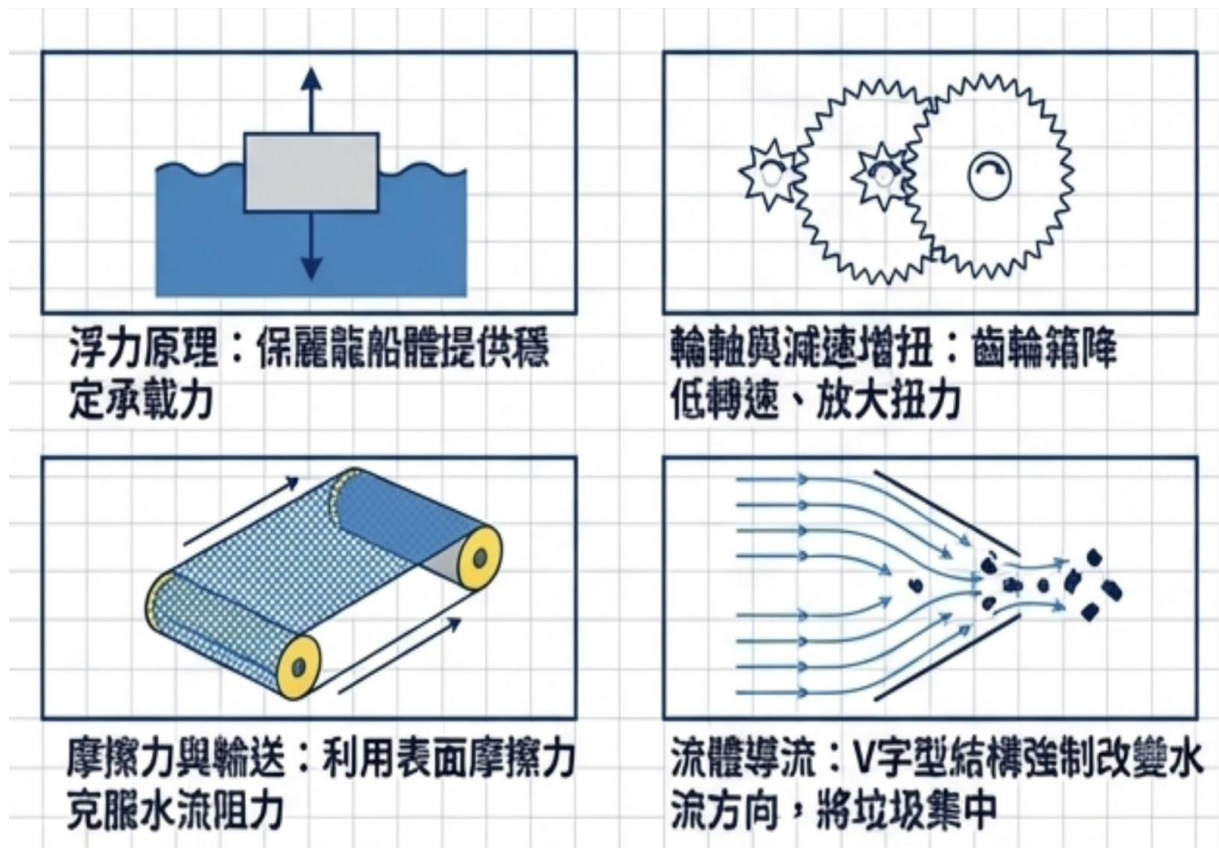 浮力原理：保麗龍船體提供穩
定承載力
輪軸與減速增扭：齒輪箱降
低轉速、放大扭力
摩擦力與輸送：利用表面摩擦力
克服水流阻力
流體導流：V字型結構強制改變水
流方向，將垃圾集中